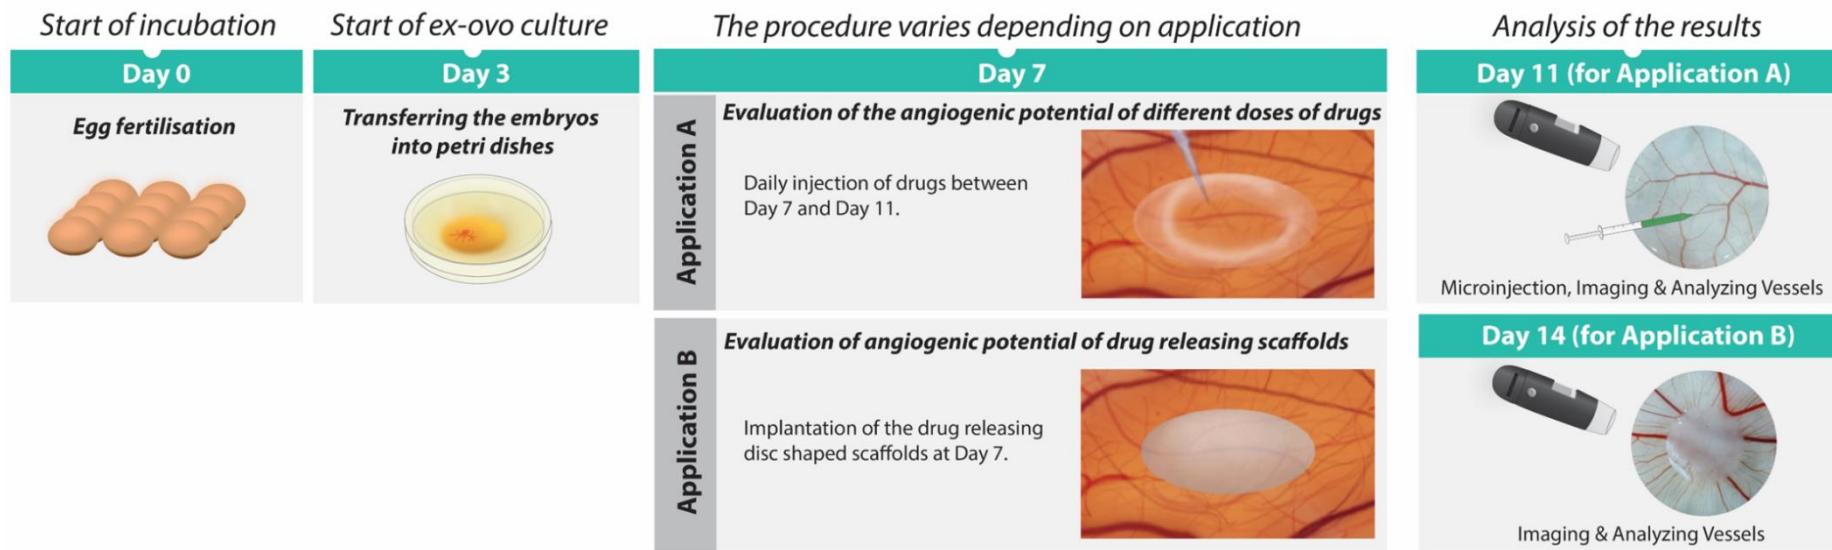 Start of incubation
Day 0
Egg fertilisation
Start of ex-ovo culture
Day 3
Transferring the embryos
into petri dishes
The procedure varies depending on application
Day 7
Application A
Evaluation of the angiogenic potential of different doses of drugs
Daily injection of drugs between
Day 7 and Day 11.
Application B
Evaluation of angiogenic potential of drug releasing scaffolds
Implantation of the drug releasing
disc shaped scaffolds at Day 7.
Analysis of the results
Day 11 (for Application A)
Microinjection, Imaging & Analyzing Vessels
Day 14 (for Application B)
Imaging & Analyzing Vessels